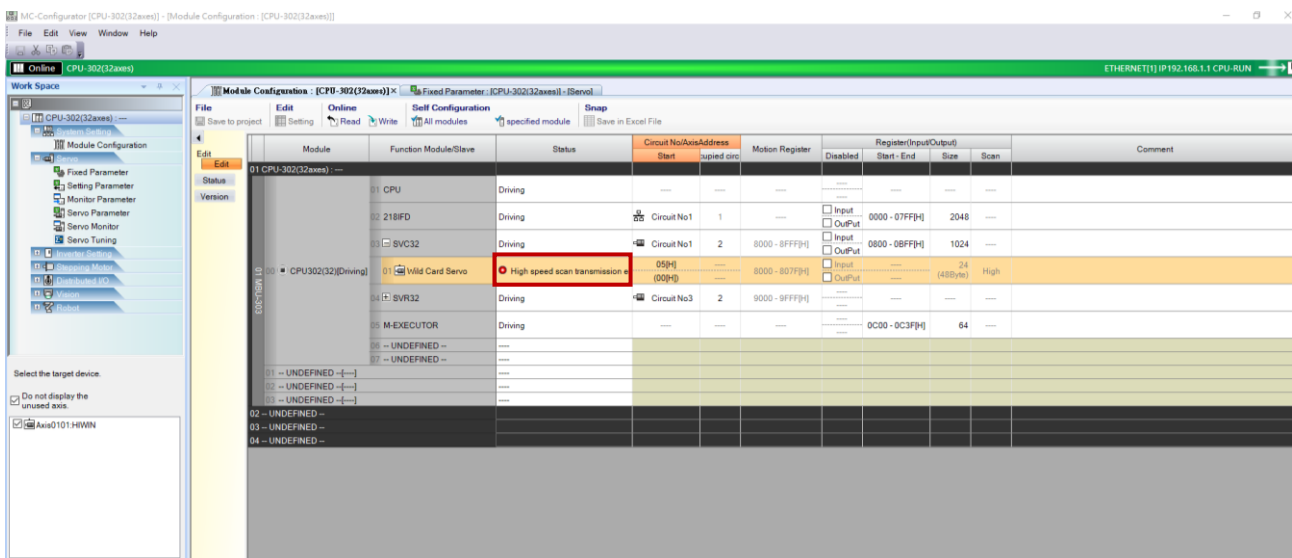 MC-Configurator [CPU-302(32axes)] - [Module Configuration : [CPU-302(32axes)]]
File Edit View Window Help
Online CPU-302(32axes)
ETHERNET[1] IP192.168.1.1 CPU-RUN
Work Space
CPU-302(32axes) : ---
System Setting
Module Configuration
Servo
Fixed Parameter
Setting Parameter
Monitor Parameter
Servo Parameter
Servo Monitor
Servo Tuning
Inverter Setting
Stepping Motor
Distributed I/O
Vision
Robot
Select the target device.
Do not display the
unused axis.
Axis0101:HIWIN
Module Configuration : [CPU-302(32axes)] × Fixed Parameter : [CPU-302(32axes)] - [Servo]
File Edit Online Self Configuration Snap
Save to project Setting Read Write All modules specified module Save in Excel File
Edit
Edit
Status
Version
Module Function Module/Slave Status Circuit No/AxisAddress Motion Register Register(Input/Output) Comment
Start cupied circ Disabled Start - End Size Scan
01 CPU-302(32axes) : ---
01 MBU-303
00 CPU302(32)[Driving]
01 CPU Driving ---- ---- ---- ---- ---- ---- ---- ----
02 218IFD Driving Circuit No1 1 ---- Input OutPut 0000 - 07FF[H] 2048 ----
03 SVC32 Driving Circuit No1 2 8000 - 8FFF[H] Input OutPut 0800 - 0BFF[H] 1024 ----
01 Wild Card Servo High speed scan transmission e 05[H] (00[H]) ---- ---- 8000 - 807F[H] Input OutPut ---- ---- 24 (48Byte) High
04 SVR32 Driving Circuit No3 2 9000 - 9FFF[H] ---- ---- ---- ---- ----
05 M-EXECUTOR Driving ---- ---- ---- ---- ---- 0C00 - 0C3F[H] 64 ----
06 -- UNDEFINED -- ----
07 -- UNDEFINED -- ----
01 -- UNDEFINED --[----] ----
02 -- UNDEFINED --[----] ----
03 -- UNDEFINED --[----] ----
02 -- UNDEFINED --
03 -- UNDEFINED --
04 -- UNDEFINED --